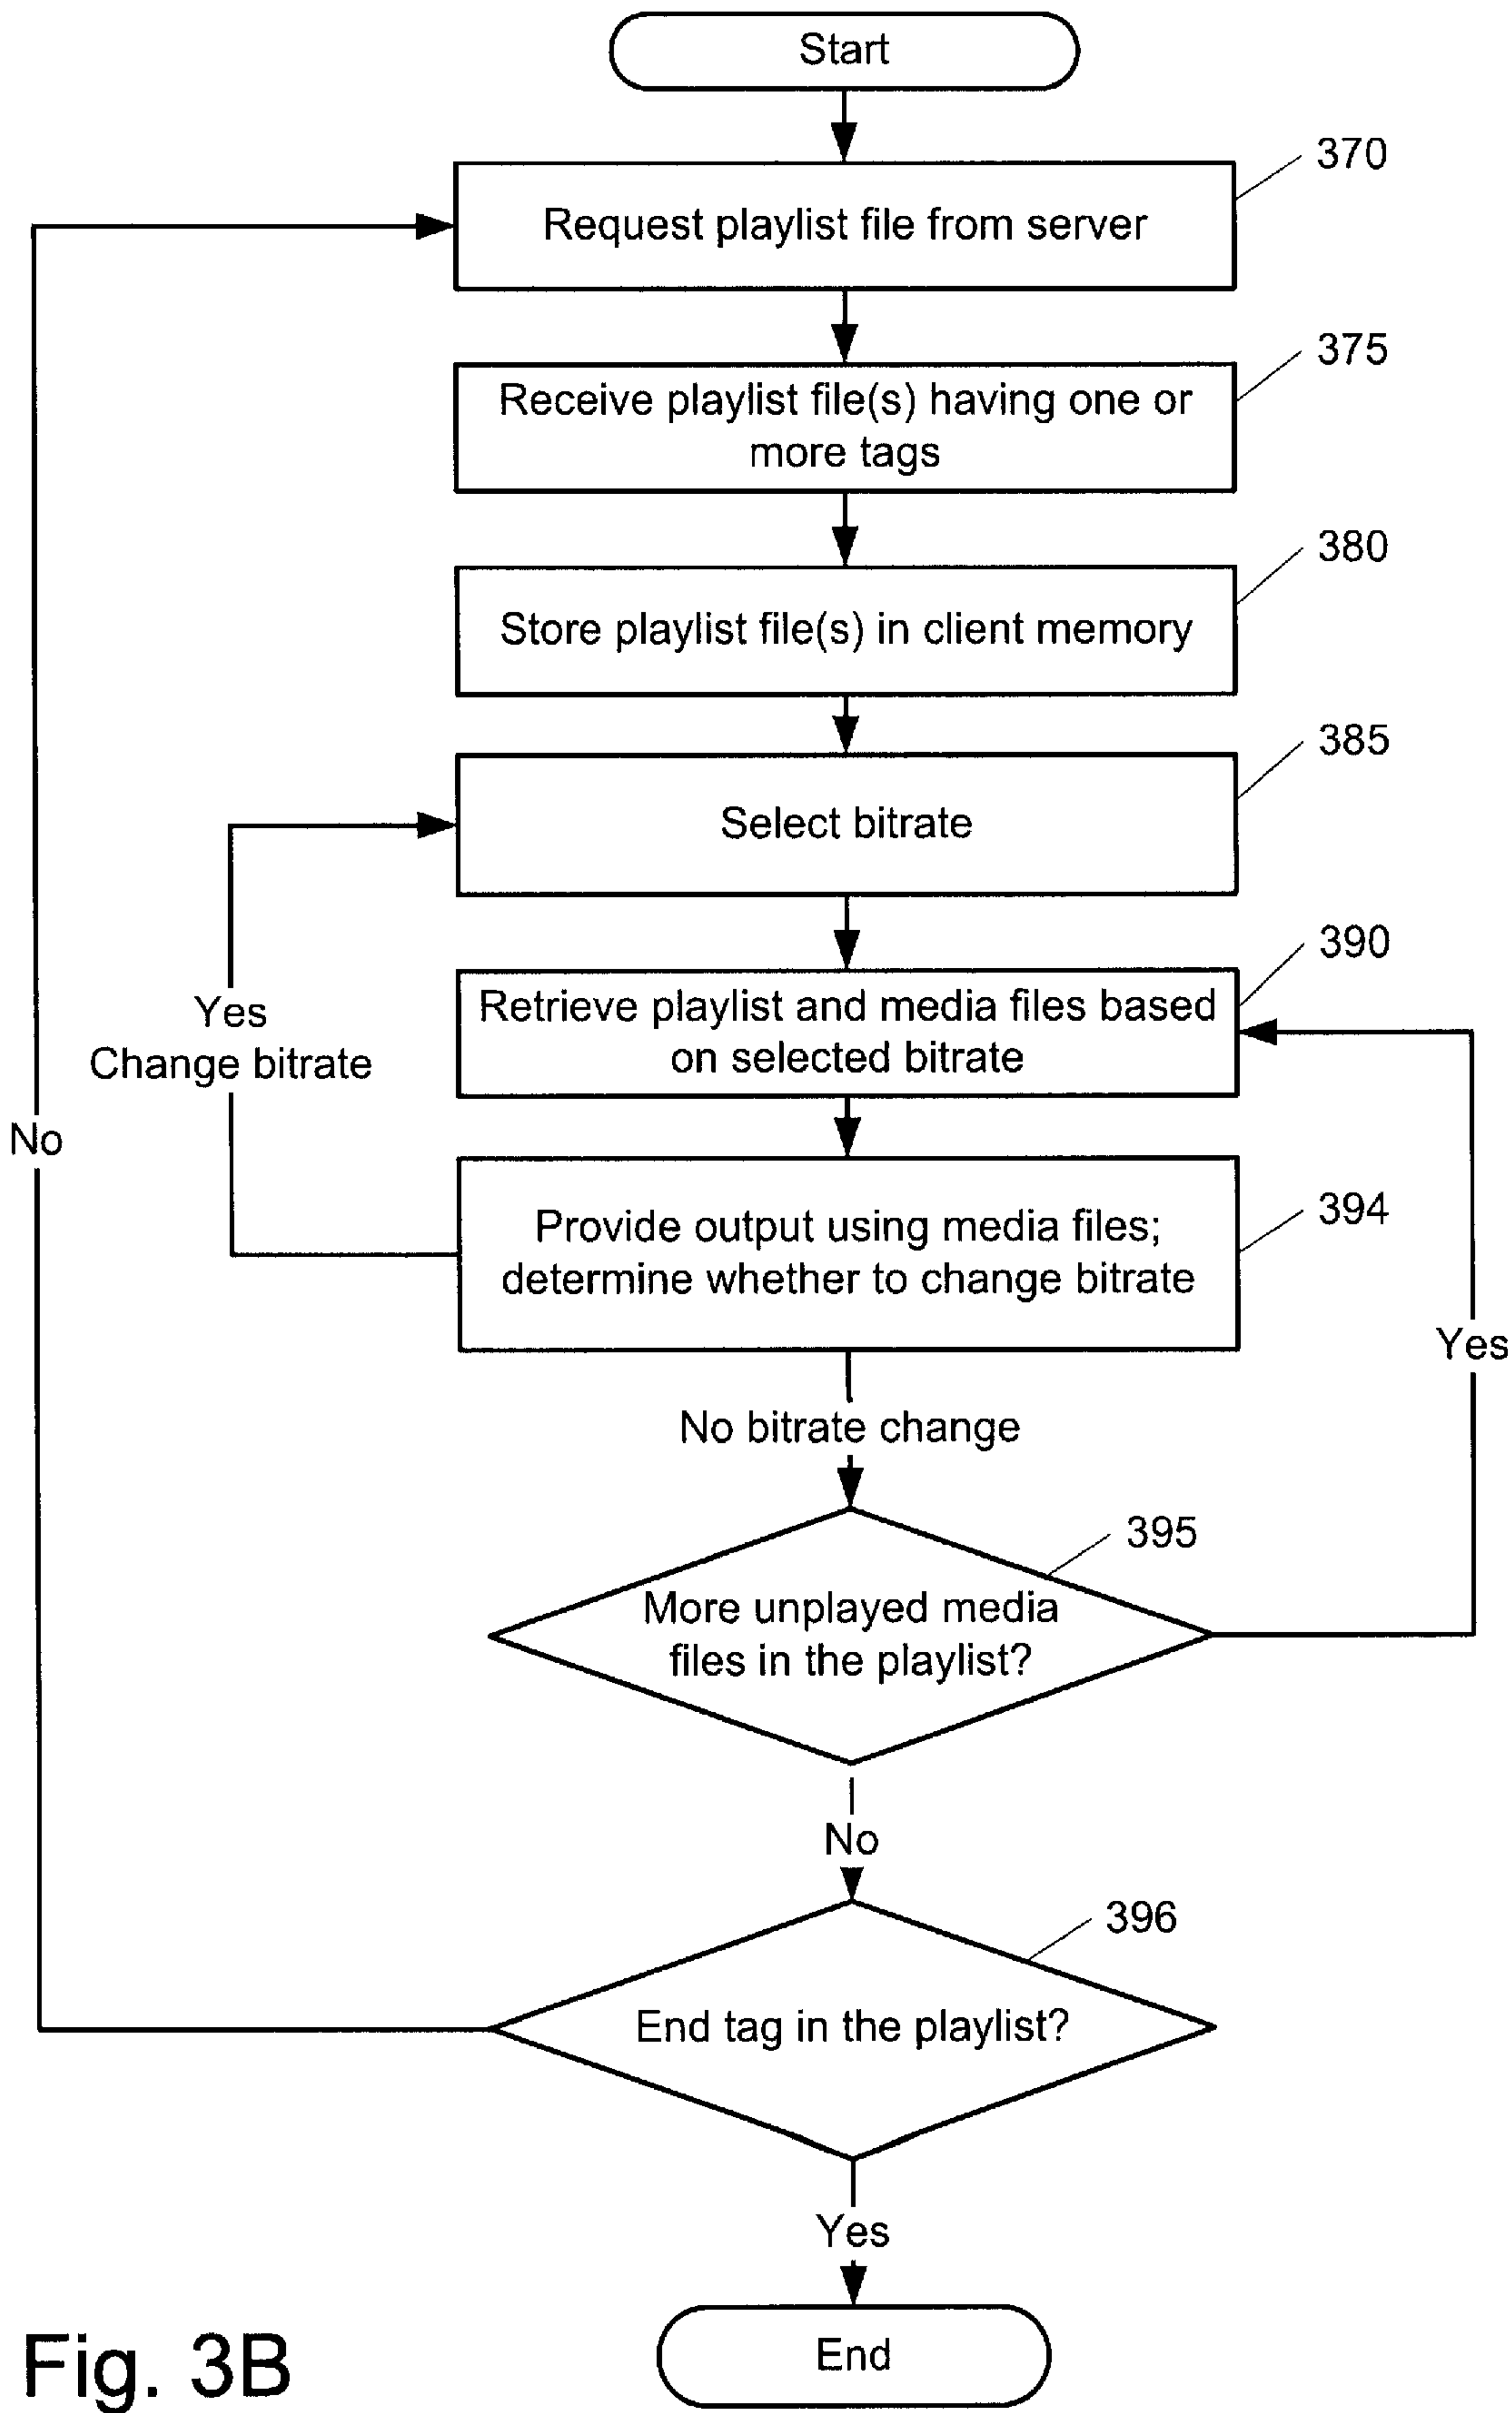 Start
370
Request playlist file from server
375
Receive playlist file(s) having one or
more tags
380
Store playlist file(s) in client memory
385
Select bitrate
390
Retrieve playlist and media files based
on selected bitrate
Yes
Change bitrate
No
394
Provide output using media files;
determine whether to change bitrate
Yes
No bitrate change
395
More unplayed media
files in the playlist?
No
396
End tag in the playlist?
Yes
End
Fig. 3B